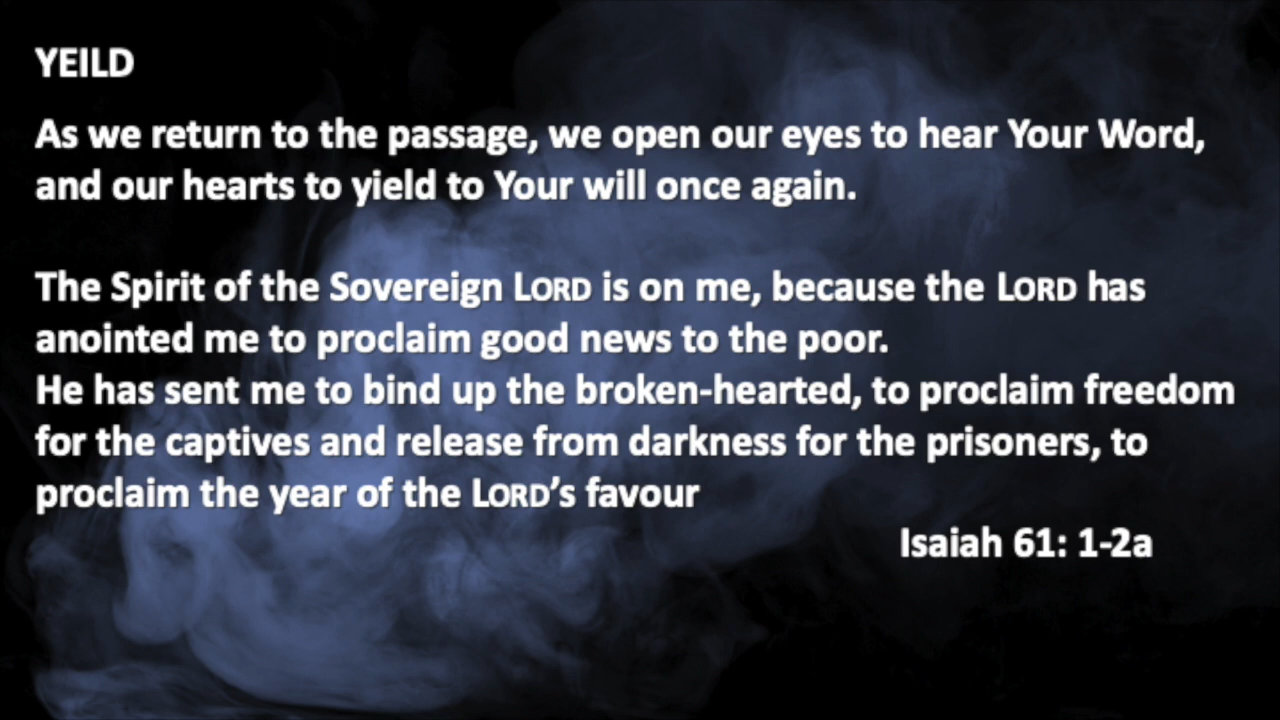 YEILD
As we return to the passage, we open our eyes to hear Your Word,
and our hearts to yield to Your will once again.
The Spirit of the Sovereign LORD is on me, because the LORD has
anointed me to proclaim good news to the poor.
He has sent me to bind up the broken-hearted, to proclaim freedom
for the captives and release from darkness for the prisoners, to
proclaim the year of the LORD’s favour
Isaiah 61: 1-2a